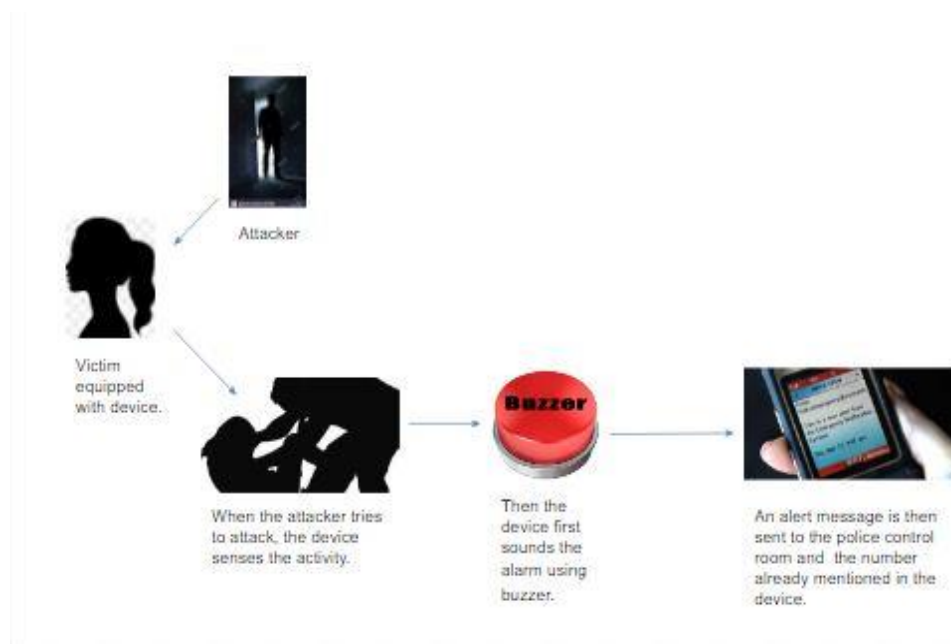 Attacker
Victim
equipped
with device.
When the attacker tries
to attack, the device
senses the activity.
Buzzer
Then the
device first
sounds the
alarm using
buzzer.
An alert message is then
sent to the police control
room and the number
already mentioned in the
device.